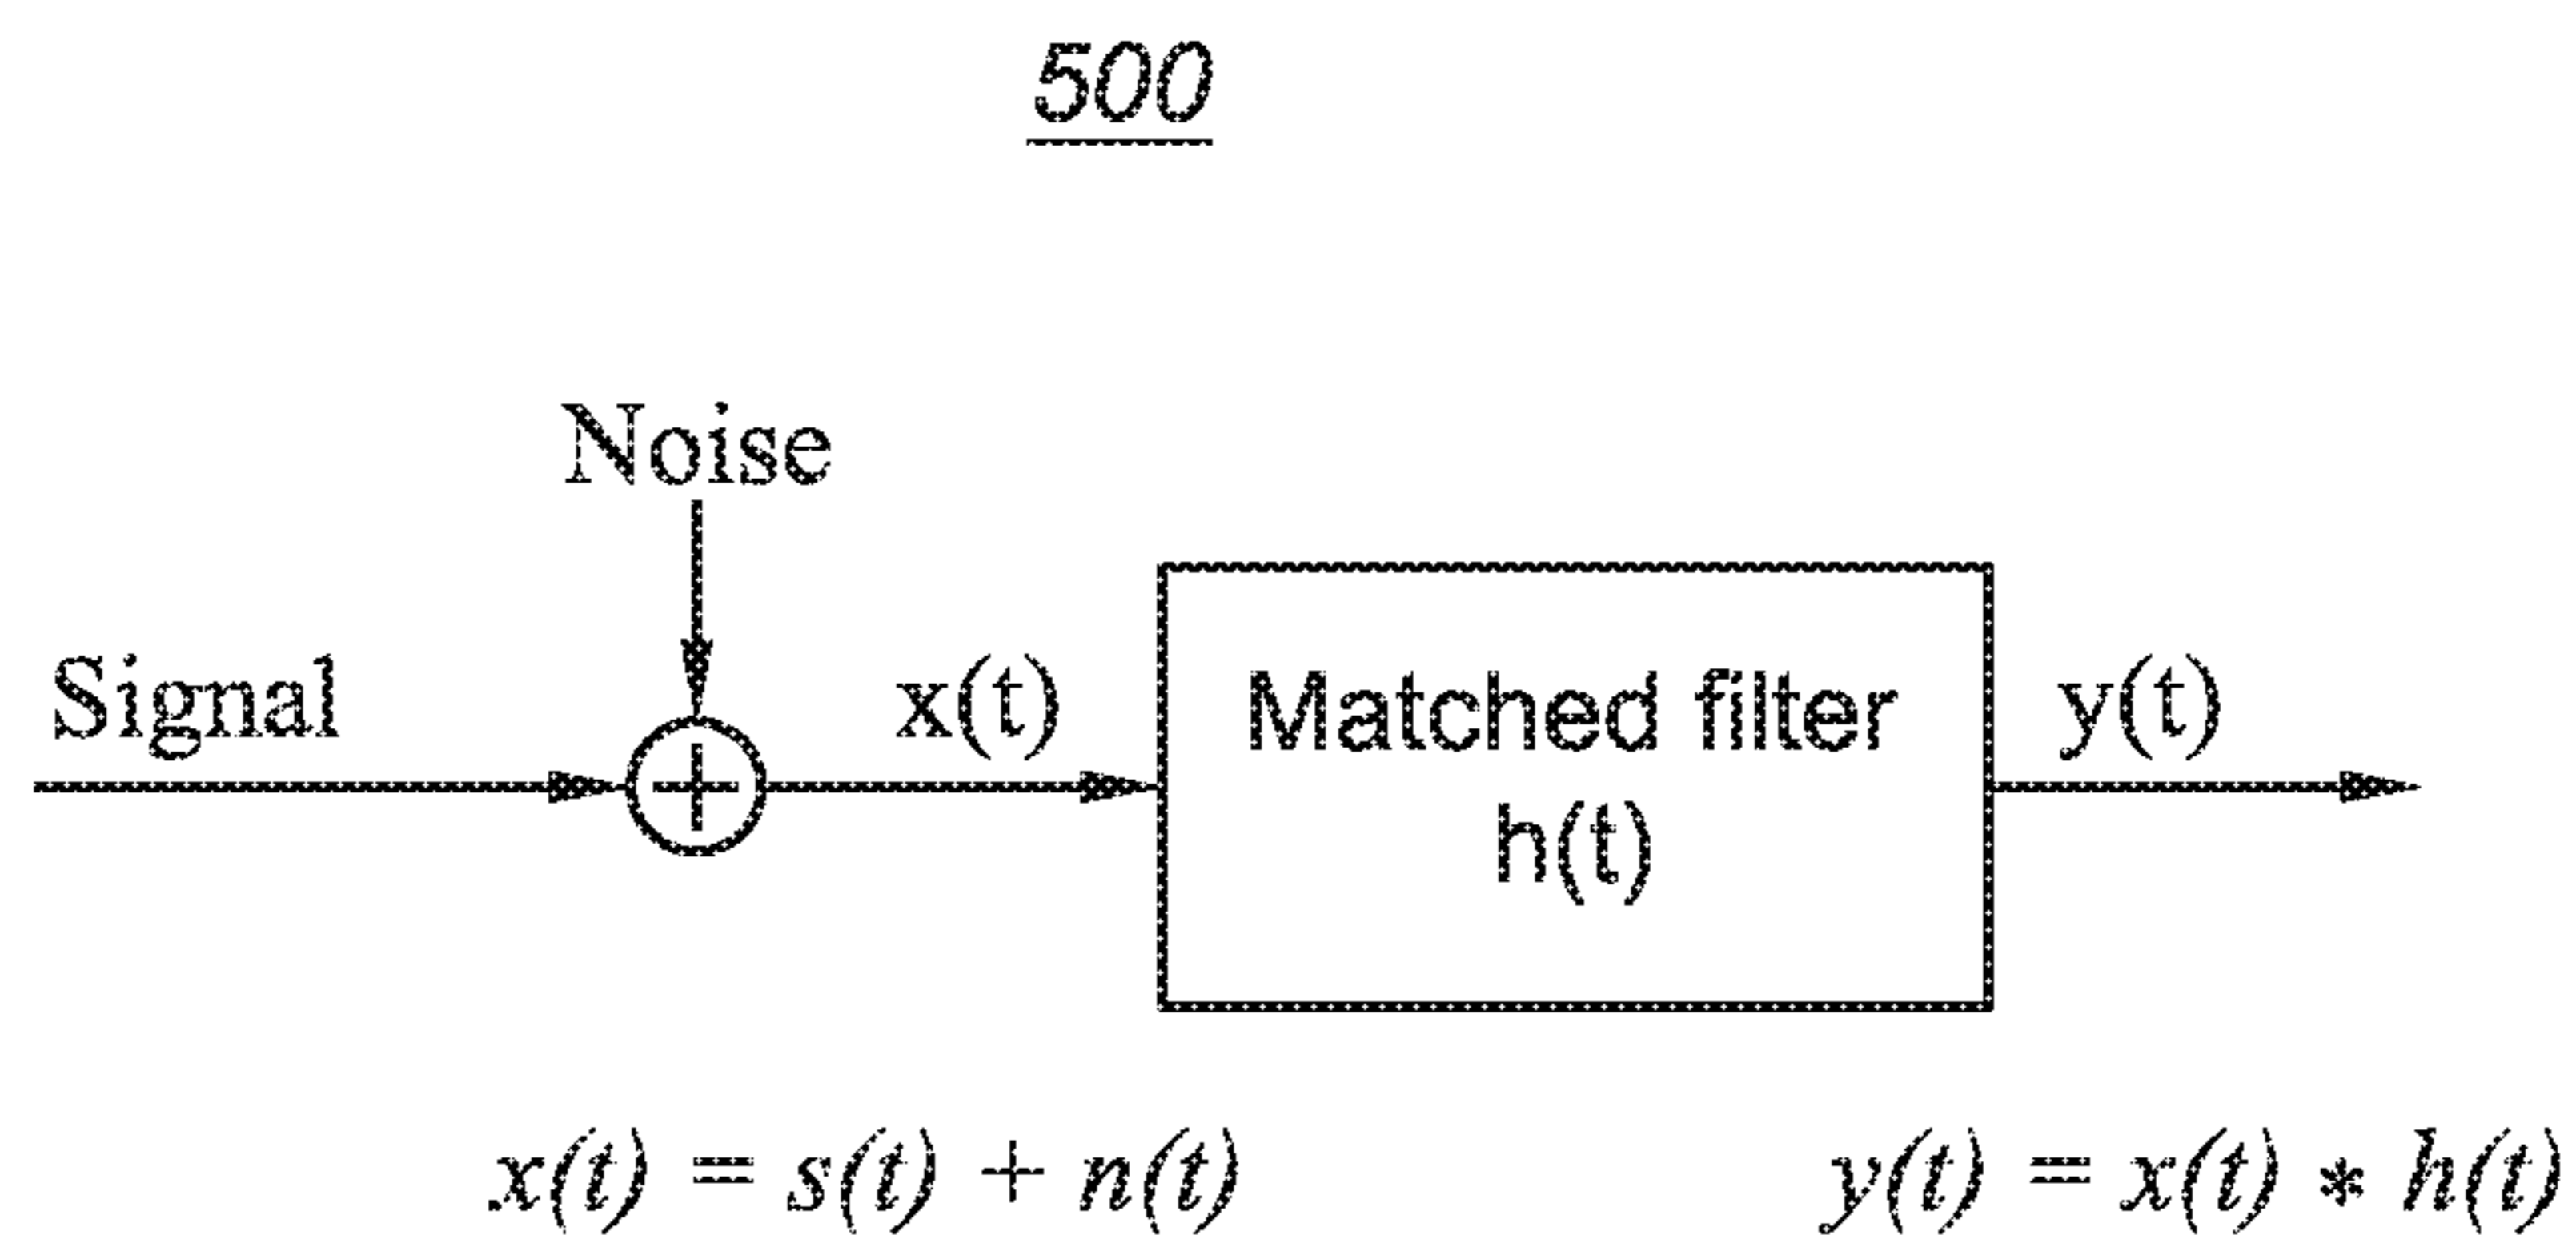 500
Noise
Signal
x(t)
Matched filter
h(t)
y(t)
x(t) = s(t) + n(t)
y(t) = x(t) * h(t)